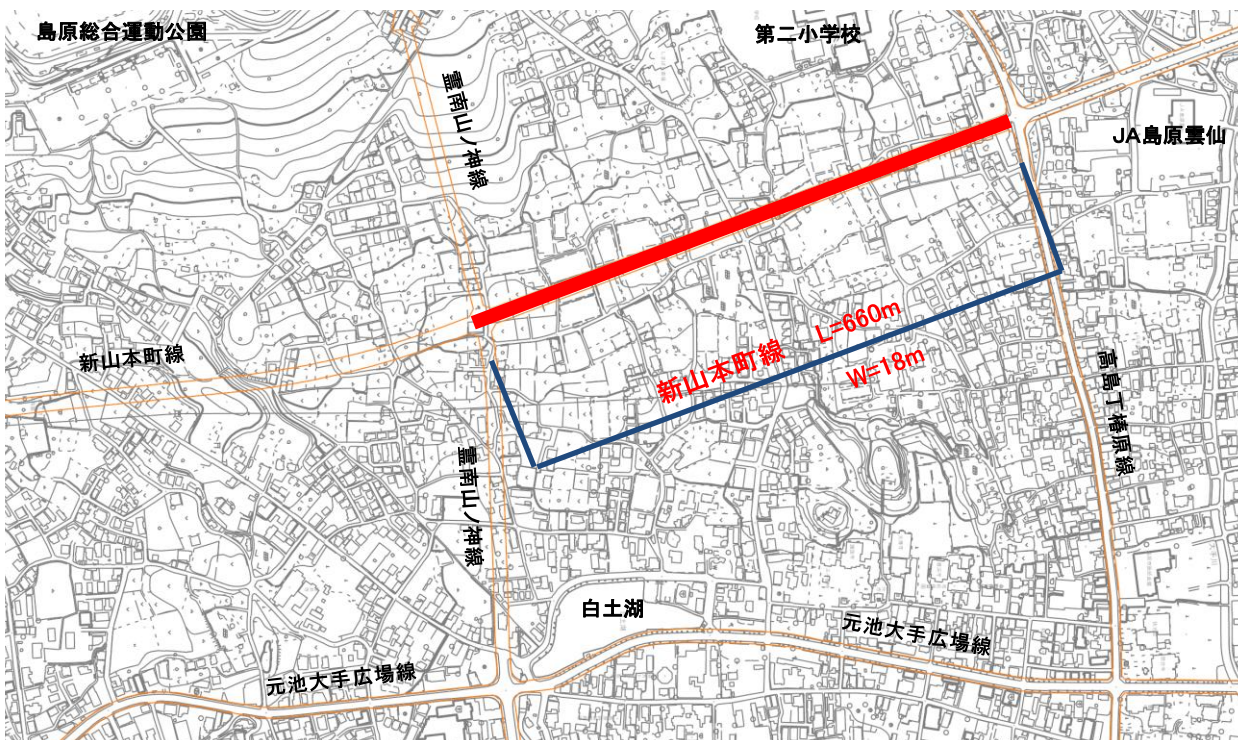 島原総合運動公園
第二小学校
霊南山ノ神線
JA島原雲仙
新山本町線
新山本町線 L=660m
W=18m
高島丁椿原線
霊南山ノ神線
白土湖
元池大手広場線
元池大手広場線